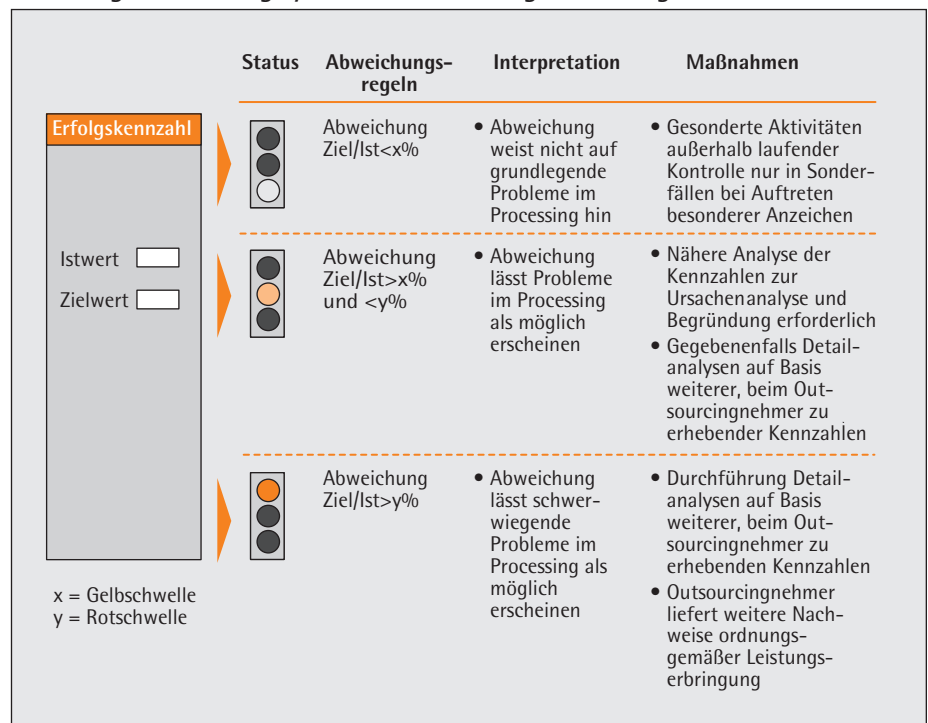 Status
Abweichungs-
regeln
Interpretation
Maßnahmen
Erfolgskennzahl
Istwert
Zielwert
x = Gelbschwelle
y = Rotschwelle
Abweichung
Ziel/Ist<x%
• Abweichung
weist nicht auf
grundlegende
Probleme im
Processing hin
• Gesonderte Aktivitäten
außerhalb laufender
Kontrolle nur in Sonder-
fällen bei Auftreten
besonderer Anzeichen
Abweichung
Ziel/Ist>x%
und <y%
• Abweichung
lässt Probleme
im Processing
als möglich
erscheinen
• Nähere Analyse der
Kennzahlen zur
Ursachenanalyse und
Begründung erforderlich
• Gegebenenfalls Detail-
analysen auf Basis
weiterer, beim Out-
sourcingnehmer zu
erhebender Kennzahlen
Abweichung
Ziel/Ist>y%
• Abweichung
lässt schwer-
wiegende
Probleme im
Processing als
möglich
erscheinen
• Durchführung Detail-
analysen auf Basis
weiterer, beim Out-
sourcingnehmer zu
erhebenden Kennzahlen
• Outsourcingnehmer
liefert weitere Nach-
weise ordnungs-
gemäßer Leistungs-
erbringung